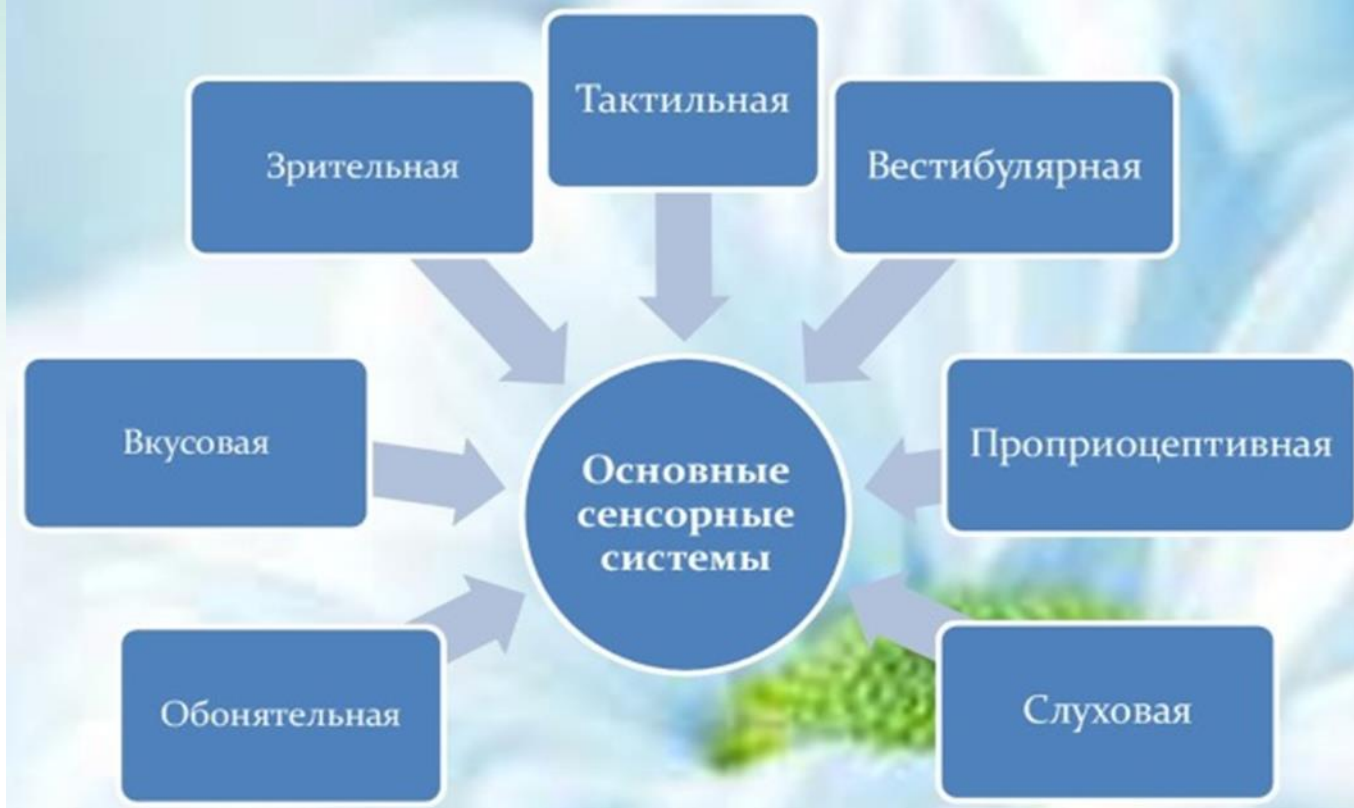 Тактильная
Зрительная
Вестибулярная
Вкусовая
Проприоцептивная
Основные
сенсорные
системы
Обонятельная
Слуховая